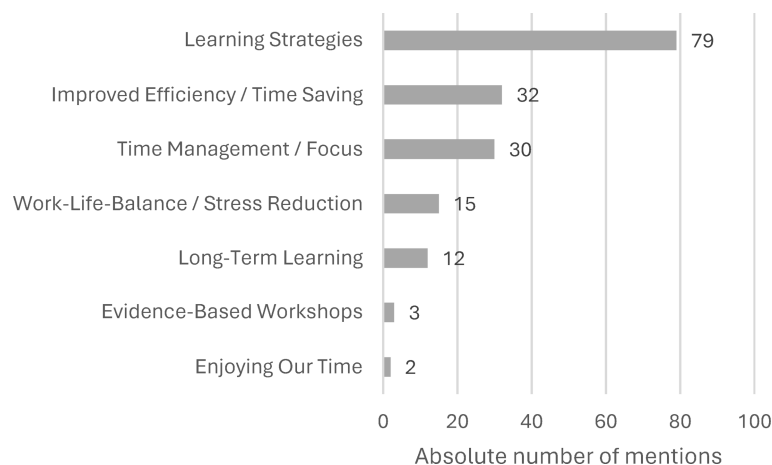 Learning Strategies 79
Improved Efficiency / Time Saving 32
Time Management / Focus 30
Work-Life-Balance / Stress Reduction 15
Long-Term Learning 12
Evidence-Based Workshops 3
Enjoying Our Time 2
0 20 40 60 80 100
Absolute number of mentions